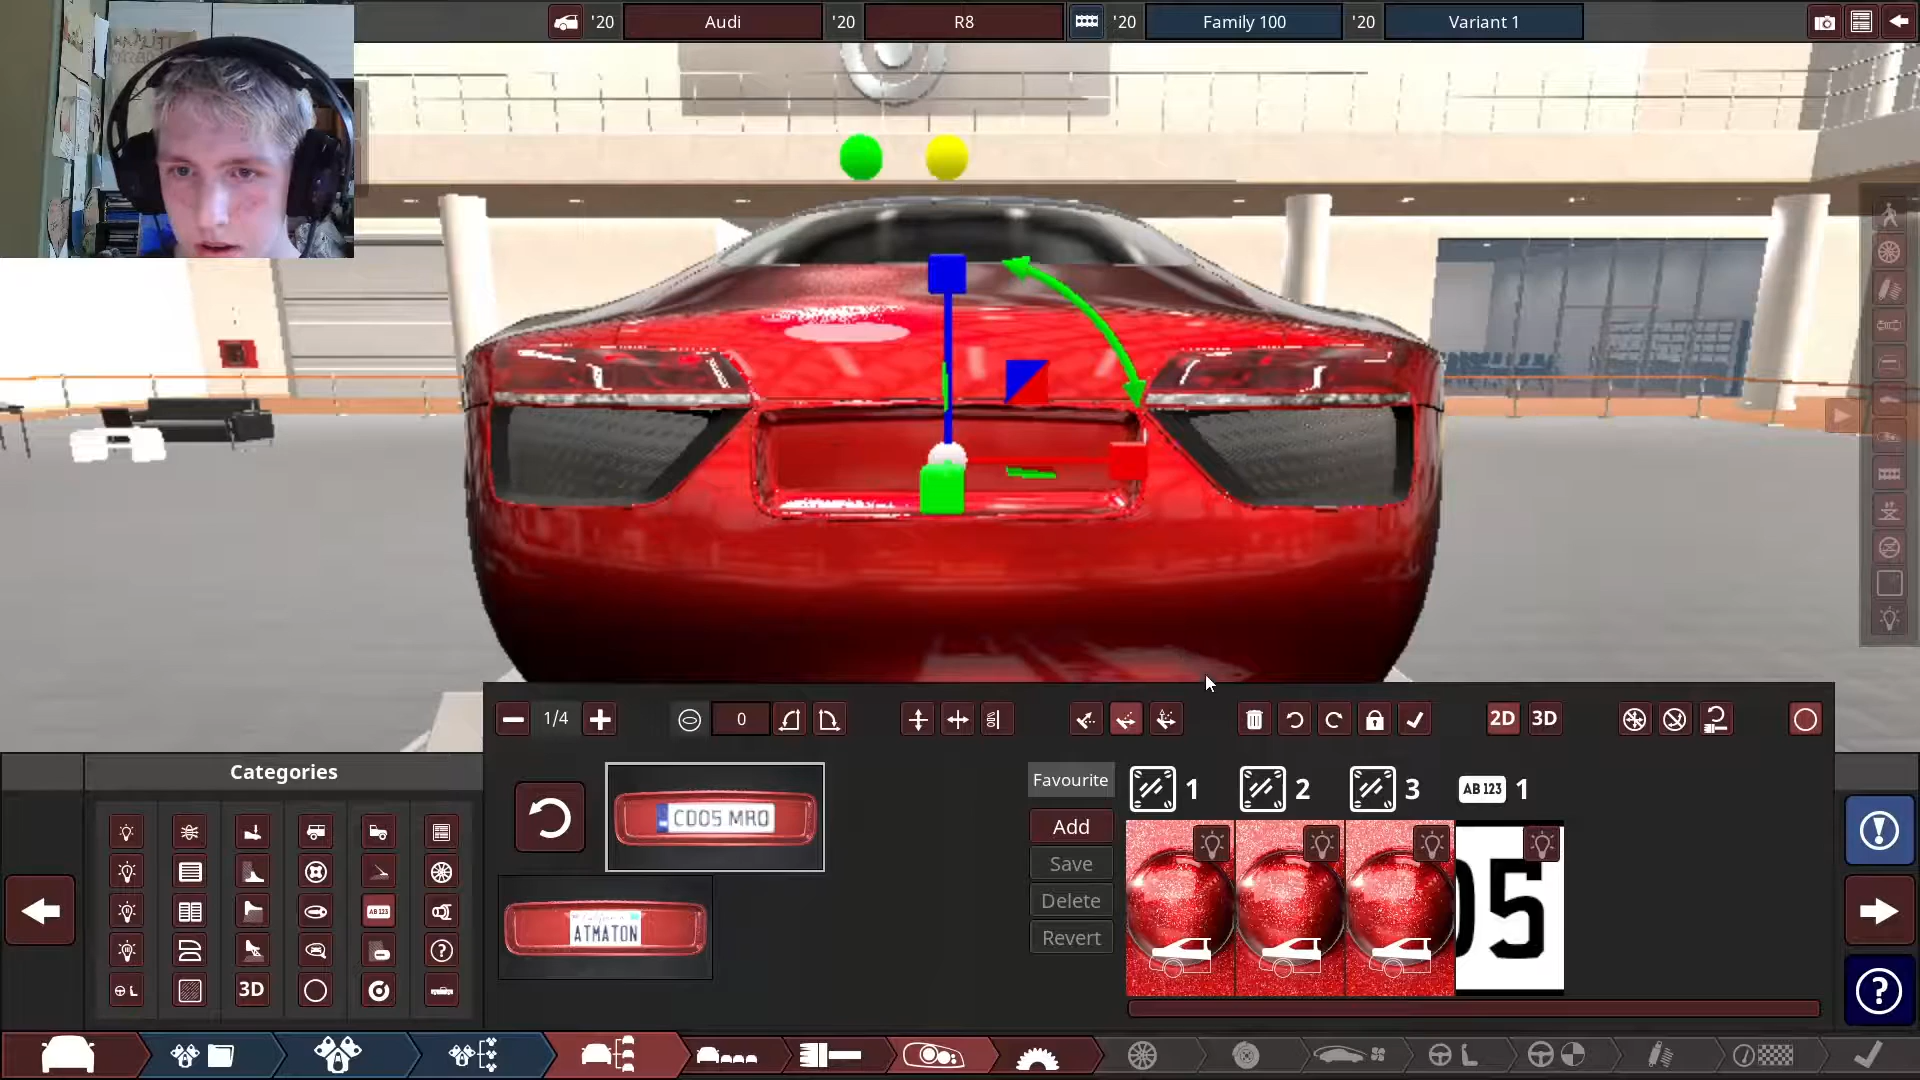 '20 Audi '20 R8 '20 Family 100 '20 Variant 1
1/4 0 2D 3D
Categories
Favourite 1 2 3 AB 123 1
Add
Save
Delete
Revert
CD05 MRO
ATMATON
05
AB 123
3D